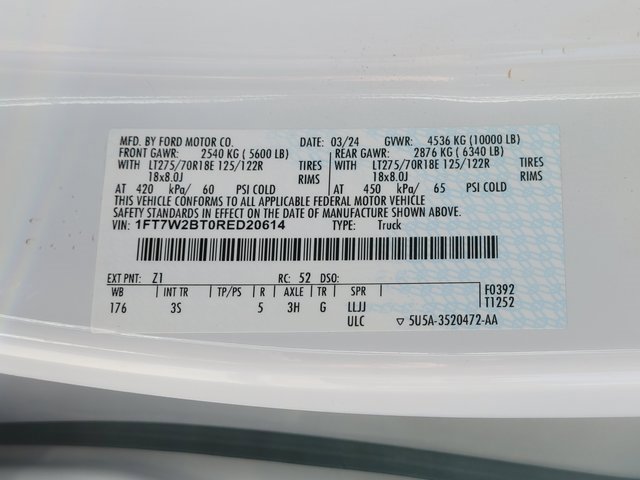 MFD. BY FORD MOTOR CO. DATE: 03/24 GVWR: 4536 KG (10000 LB)
FRONT GAWR: 2540 KG ( 5600 LB) REAR GAWR: 2876 KG ( 6340 LB)
WITH LT275/70R18E 125/122R TIRES WITH LT275/70R18E 125/122R TIRES
18x8.0J RIMS 18x8.0J RIMS
AT 420 kPa/ 60 PSI COLD AT 450 kPa/ 65 PSI COLD
THIS VEHICLE CONFORMS TO ALL APPLICABLE FEDERAL MOTOR VEHICLE
SAFETY STANDARDS IN EFFECT ON THE DATE OF MANUFACTURE SHOWN ABOVE.
VIN: 1FT7W2BT0RED20614 TYPE: Truck
EXT PNT: Z1 RC: 52 DSO: F0392
WB INT TR TP/PS R AXLE TR SPR T1252
176 3S 5 3H G LLJJ
ULC ▽ 5U5A-3520472-AA